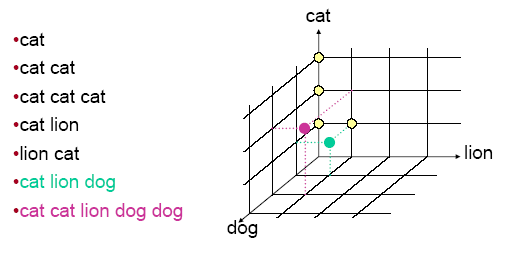 •cat
•cat cat
•cat cat cat
•cat lion
•lion cat
•cat lion dog
•cat cat lion dog dog
cat
lion
dog